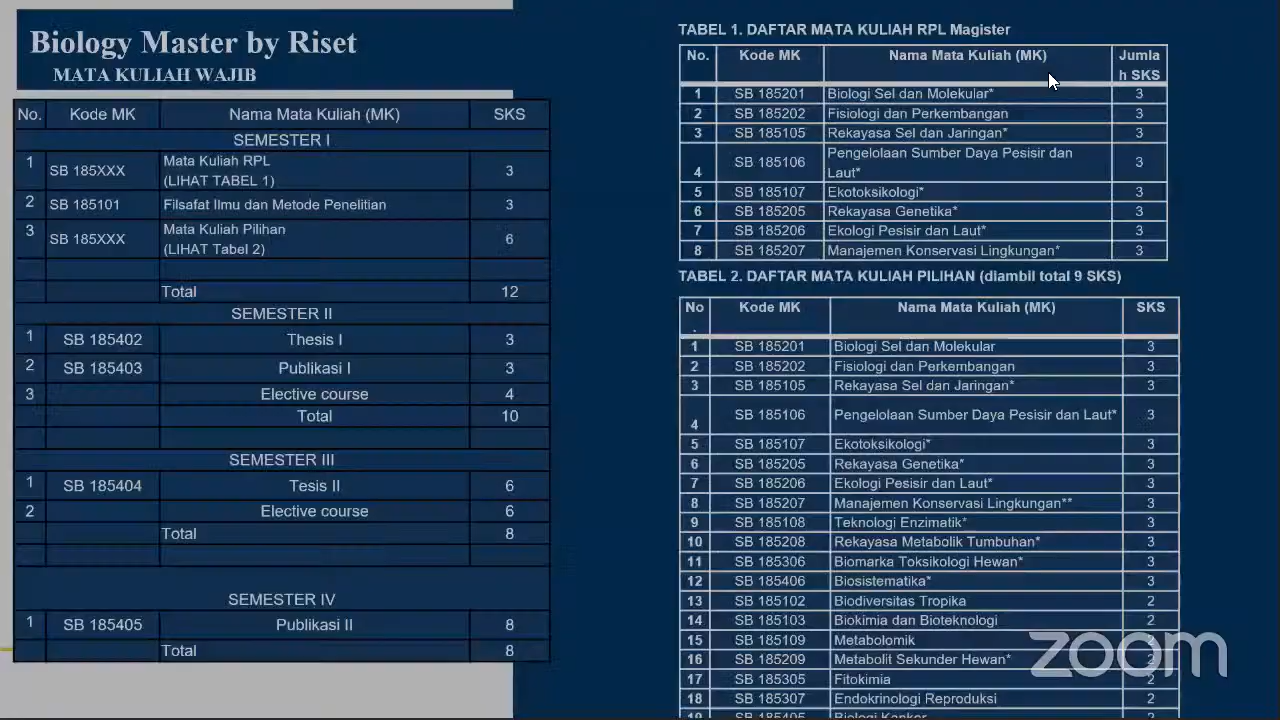 Biology Master by Riset
MATA KULIAH WAJIB
No. Kode MK Nama Mata Kuliah (MK) SKS
SEMESTER I
1 SB 185XXX Mata Kuliah RPL (LIHAT TABEL 1) 3
2 SB 185101 Filsafat Ilmu dan Metode Penelitian 3
3 SB 185XXX Mata Kuliah Pilihan (LIHAT Tabel 2) 6
Total 12
SEMESTER II
1 SB 185402 Thesis I 3
2 SB 185403 Publikasi I 3
3 Elective course 4
Total 10
SEMESTER III
1 SB 185404 Tesis II 6
2 Elective course 6
Total 8
SEMESTER IV
1 SB 185405 Publikasi II 8
Total 8
TABEL 1. DAFTAR MATA KULIAH RPL Magister
No. Kode MK Nama Mata Kuliah (MK) Jumla h SKS
1 SB 185201 Biologi Sel dan Molekular* 3
2 SB 185202 Fisiologi dan Perkembangan 3
3 SB 185105 Rekayasa Sel dan Jaringan* 3
4 SB 185106 Pengelolaan Sumber Daya Pesisir dan Laut* 3
5 SB 185107 Ekotoksikologi* 3
6 SB 185205 Rekayasa Genetika* 3
7 SB 185206 Ekologi Pesisir dan Laut* 3
8 SB 185207 Manajemen Konservasi Lingkungan* 3
TABEL 2. DAFTAR MATA KULIAH PILIHAN (diambil total 9 SKS)
No . Kode MK Nama Mata Kuliah (MK) SKS
1 SB 185201 Biologi Sel dan Molekular 3
2 SB 185202 Fisiologi dan Perkembangan 3
3 SB 185105 Rekayasa Sel dan Jaringan* 3
4 SB 185106 Pengelolaan Sumber Daya Pesisir dan Laut* 3
5 SB 185107 Ekotoksikologi* 3
6 SB 185205 Rekayasa Genetika* 3
7 SB 185206 Ekologi Pesisir dan Laut* 3
8 SB 185207 Manajemen Konservasi Lingkungan** 3
9 SB 185108 Teknologi Enzimatik* 3
10 SB 185208 Rekayasa Metabolik Tumbuhan* 3
11 SB 185306 Biomarka Toksikologi Hewan* 3
12 SB 185406 Biosistematika* 3
13 SB 185102 Biodiversitas Tropika 2
14 SB 185103 Biokimia dan Bioteknologi 2
15 SB 185109 Metabolomik 2
16 SB 185209 Metabolit Sekunder Hewan* 2
17 SB 185305 Fitokimia 2
18 SB 185307 Endokrinologi Reproduksi 2
19 SB 185405 Biologi Kanker
zoom